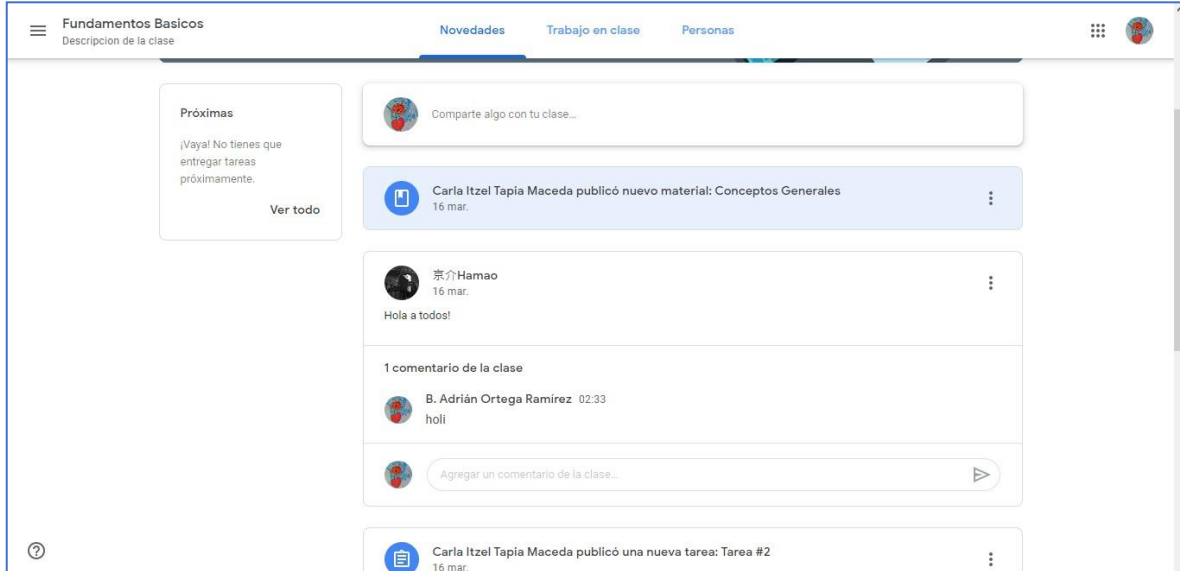 Fundamentos Basicos
Descripcion de la clase
Novedades
Trabajo en clase
Personas
Próximas
¡Vaya! No tienes que
entregar tareas
próximamente.
Ver todo
Comparte algo con tu clase...
Carla Itzel Tapia Maceda publicó nuevo material: Conceptos Generales
16 mar.
京介Hamao
16 mar.
Hola a todos!
1 comentario de la clase
B. Adrián Ortega Ramírez 02:33
holi
Agregar un comentario de la clase...
Carla Itzel Tapia Maceda publicó una nueva tarea: Tarea #2
16 mar.